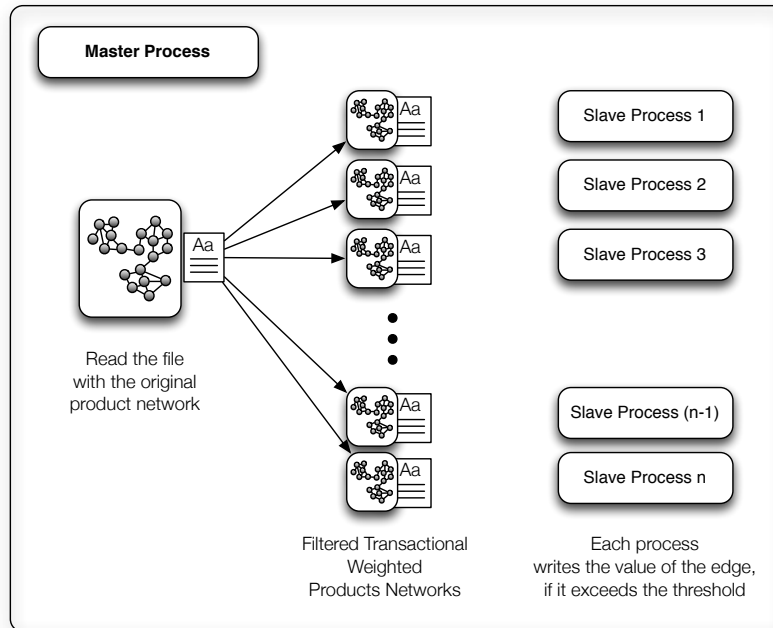 Master Process
Aa
Slave Process 1
Aa
Slave Process 2
Aa
Slave Process 3
Aa
Read the file
with the original
product network
Aa
Slave Process (n-1)
Aa
Slave Process n
Filtered Transactional
Weighted
Products Networks
Each process
writes the value of the edge,
if it exceeds the threshold